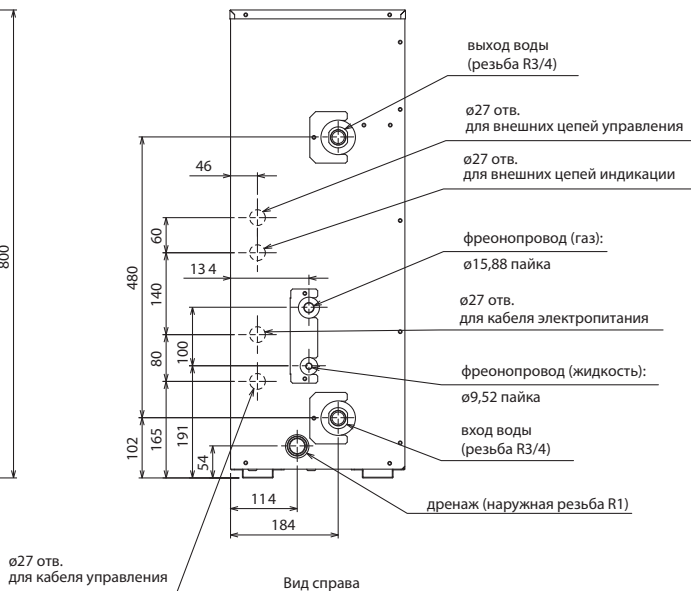 выход воды
(резьба R3/4)
ø27 отв.
для внешних цепей управления
ø27 отв.
для внешних цепей индикации
46
60
800
480
140
134
фреонопровод (газ):
ø15,88 пайка
ø27 отв.
для кабеля электропитания
100
80
фреонопровод (жидкость):
ø9,52 пайка
вход воды
(резьба R3/4)
102
165
191
54
114
184
дренаж (наружная резьба R1)
ø27 отв.
для кабеля управления
Вид справа